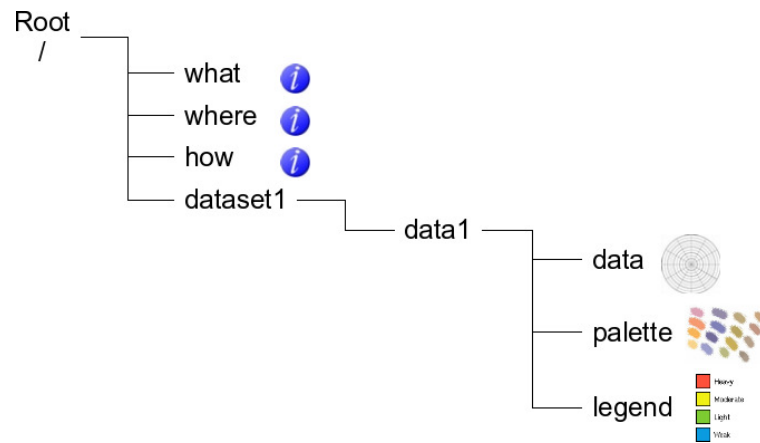 Root
/
what i
where i
how i
dataset1
data1
data
palette
legend
Heavy
Moderate
Light
Weak